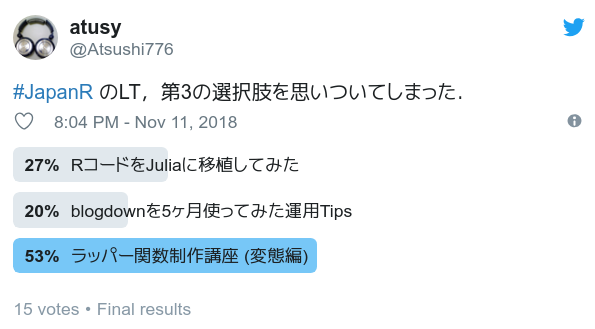 atusy
@Atsushi776
#JapanR のLT，第3の選択肢を思いついてしまった．
8:04 PM - Nov 11, 2018
27% RコードをJuliaに移植してみた
20% blogdownを5ヶ月使ってみた運用Tips
53% ラッパー関数制作講座 (変態編)
15 votes • Final results